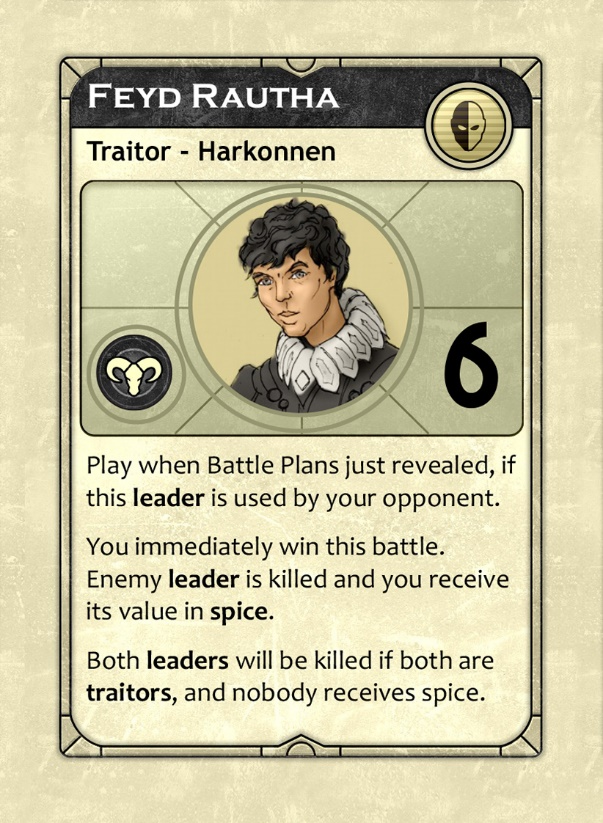 Feyd Rautha
Traitor - Harkonnen
6
Play when Battle Plans just revealed, if
this leader is used by your opponent.
You immediately win this battle.
Enemy leader is killed and you receive
its value in spice.
Both leaders will be killed if both are
traitors, and nobody receives spice.